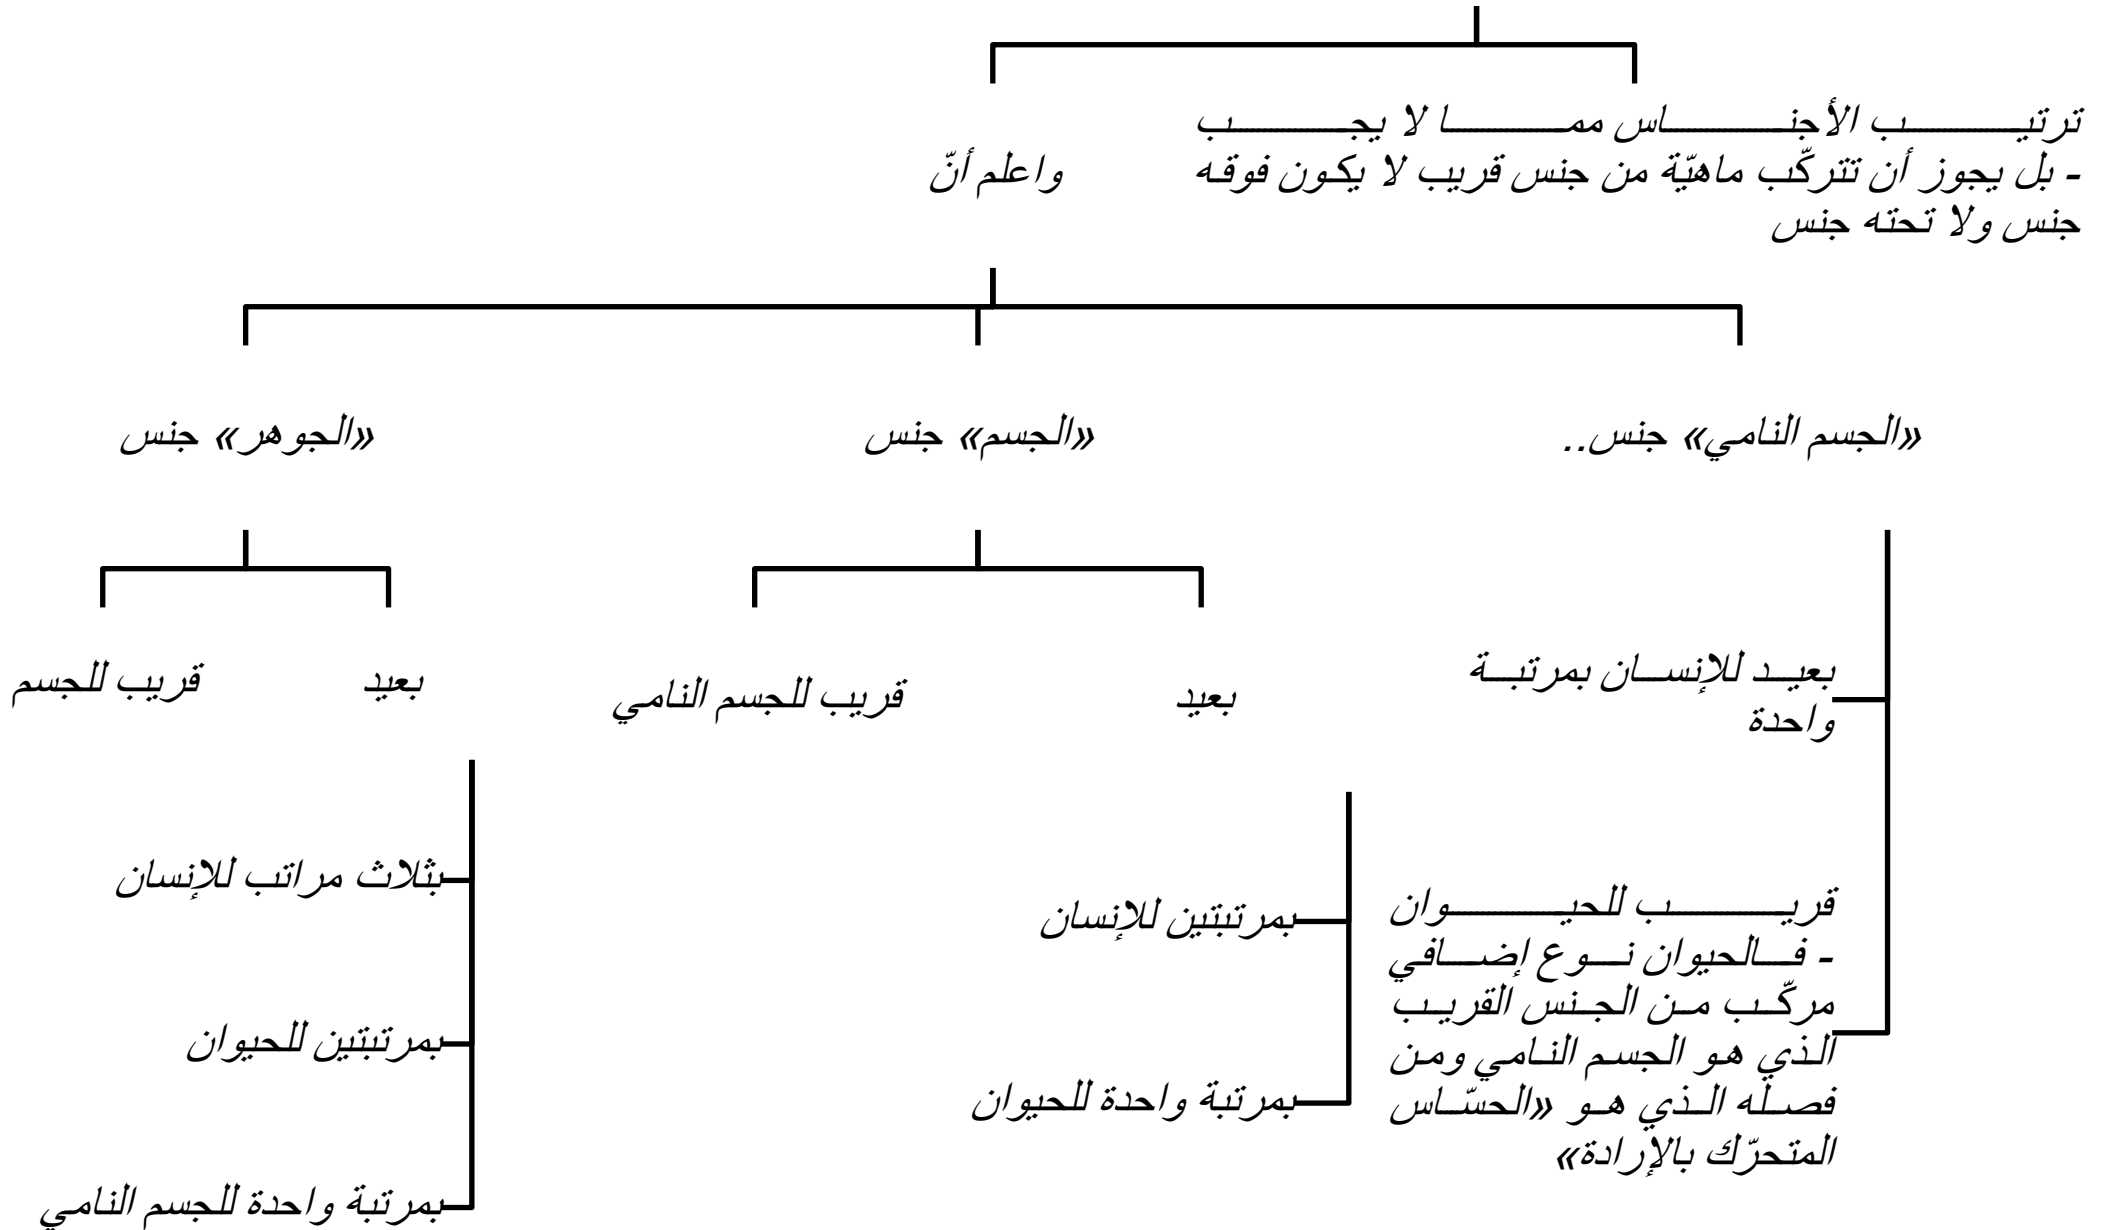 ترتيب الأجناس مما لا يجب
- بل يجوز أن تتركّب ماهيّة من جنس قريب لا يكون فوقه
جنس ولا تحته جنس
واعلم أنّ
«الجسم النامي» جنس..
«الجسم» جنس
«الجوهر» جنس
بعيد للإنسان بمرتبة
واحدة
بعيد
قريب للجسم النامي
بعيد
قريب للجسم
قريب للحيوان
- فالحيوان نوع إضافي
مركّب من الجنس القريب
الذي هو الجسم النامي ومن
فصله الذي هو «الحسّاس
المتحرّك بالإرادة»
بمرتبتين للإنسان
بمرتبة واحدة للحيوان
بثلاث مراتب للإنسان
بمرتبتين للحيوان
بمرتبة واحدة للجسم النامي